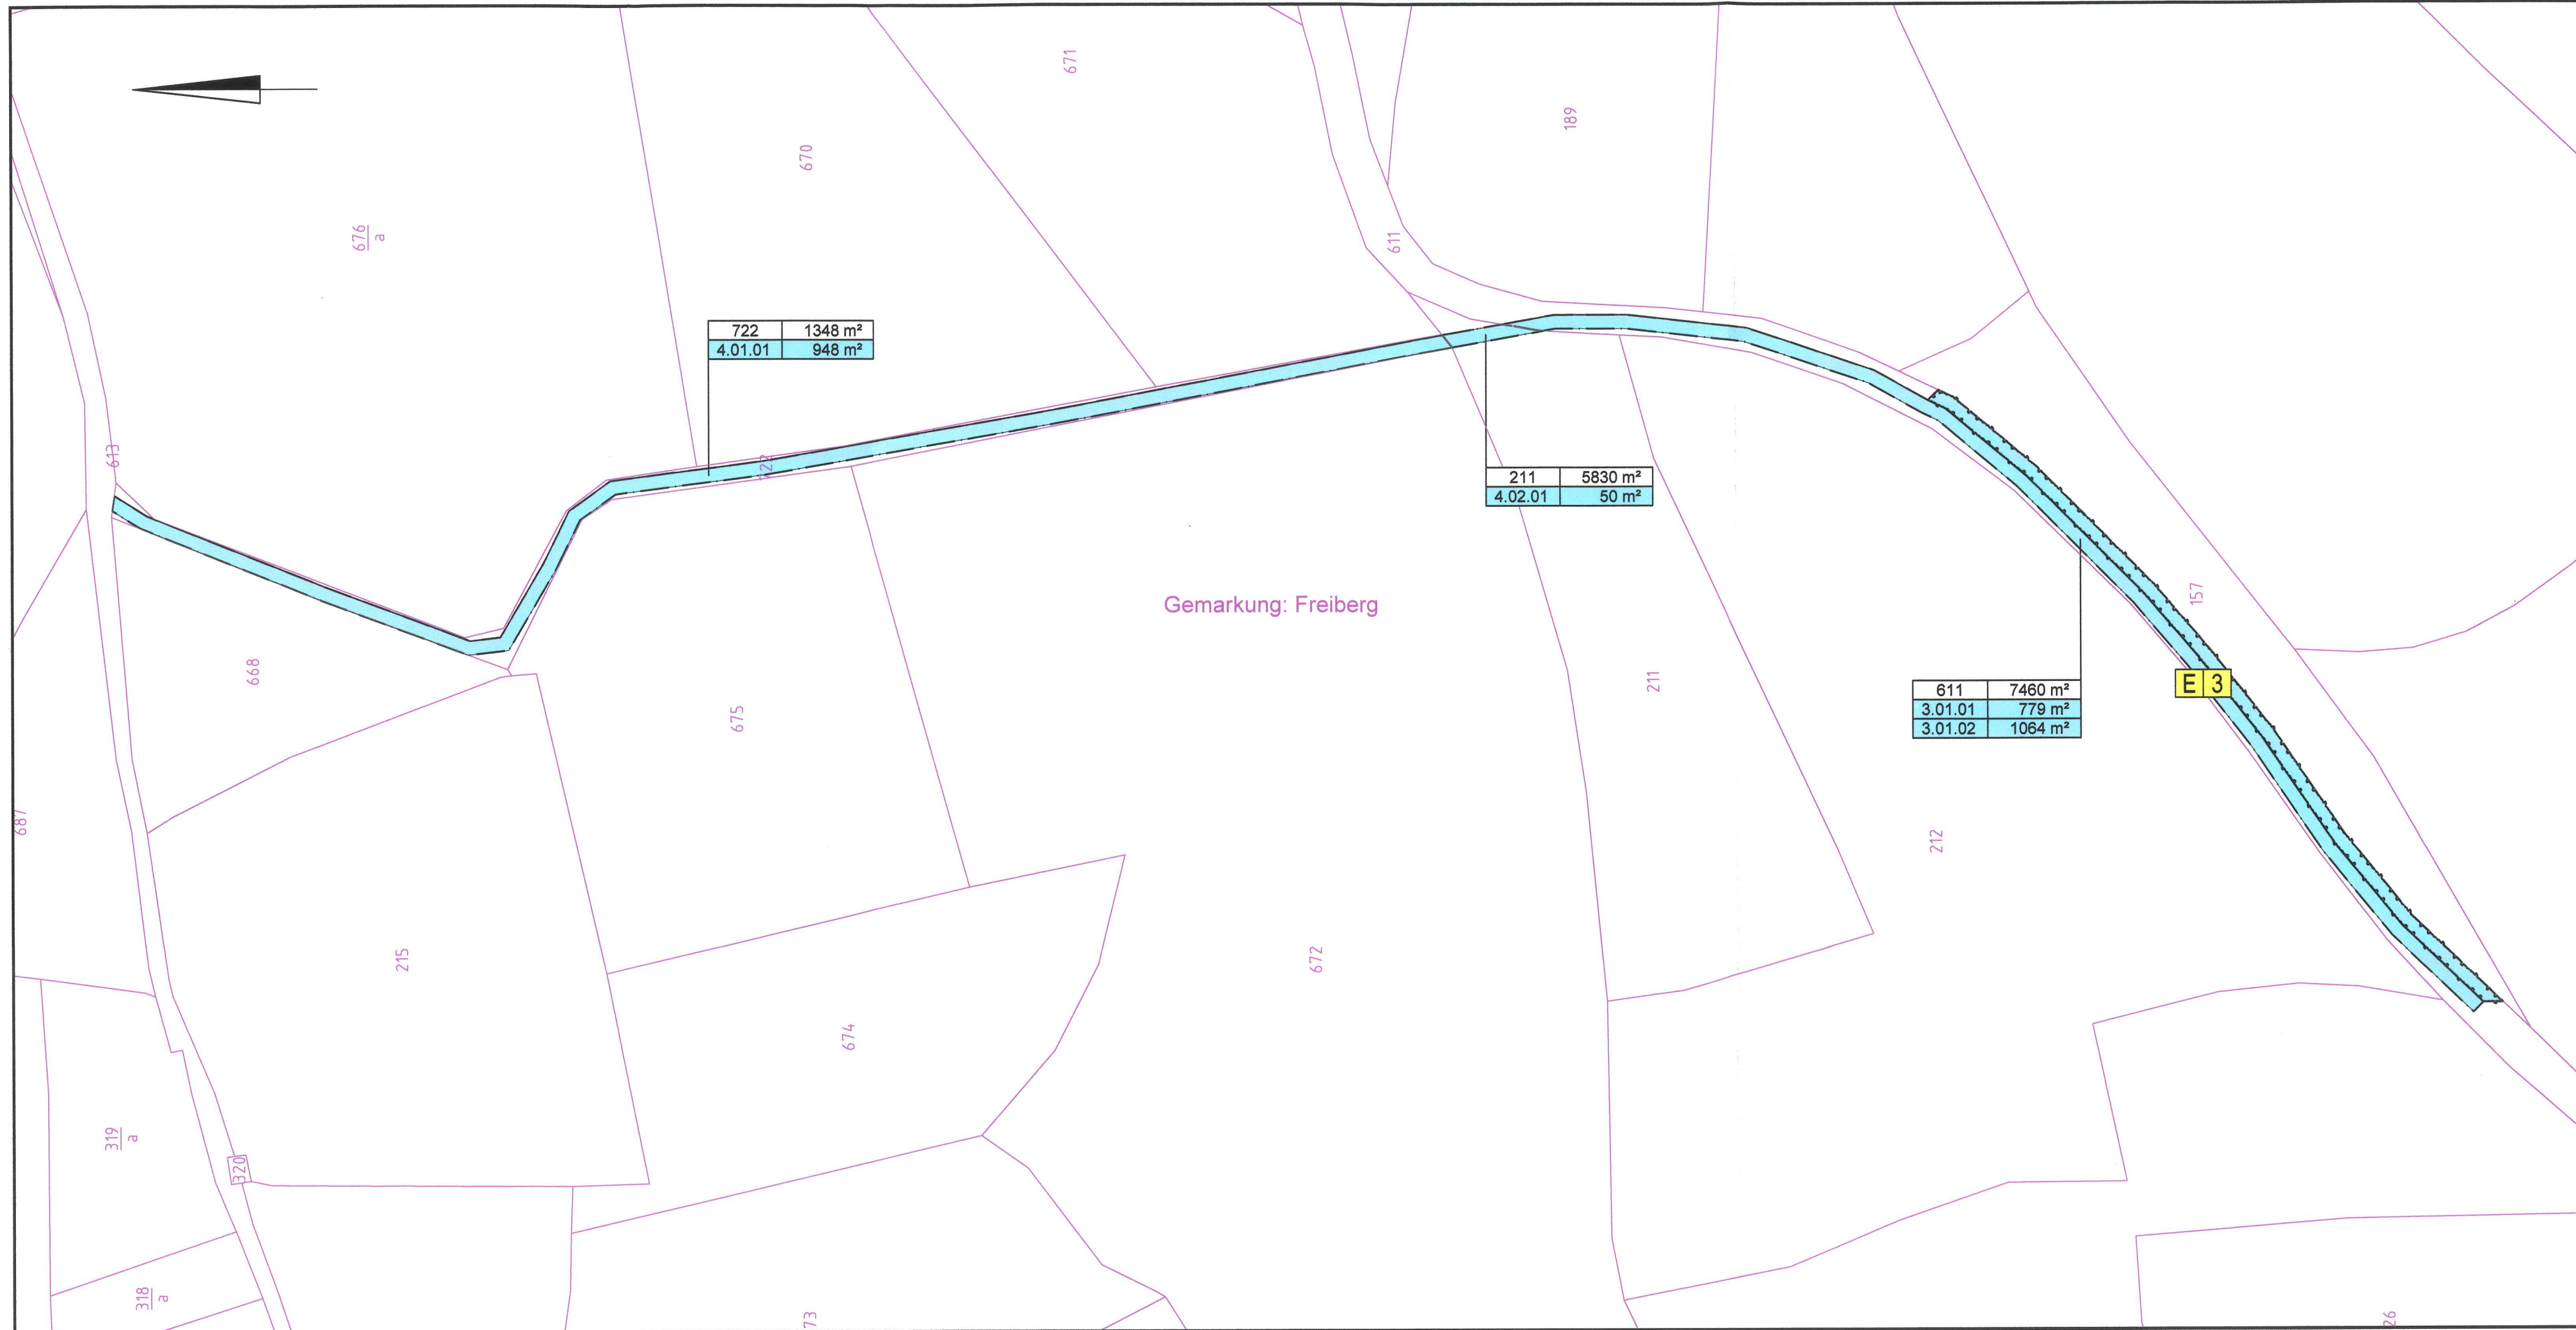 671
189
670
676
a
611
722 1348 m²
4.01.01 948 m²
613
722
211 5830 m²
4.02.01 50 m²
Gemarkung: Freiberg
157
668
211
E 3
611 7460 m²
3.01.01 779 m²
3.01.02 1064 m²
675
687
212
215
672
674
319
a
320
318
a
73
26